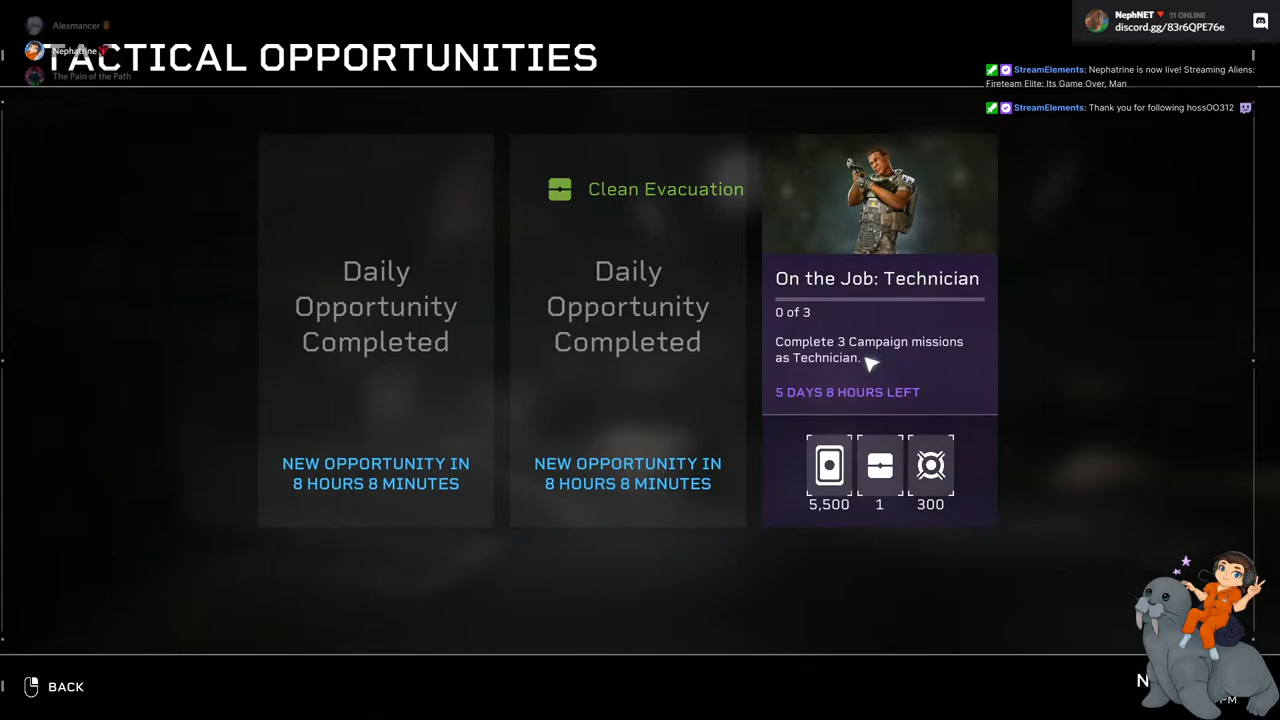 Alexmancer
Nephatrine
The Pain of the Path
TACTICAL OPPORTUNITIES
NephNET 11 ONLINE
discord.gg/83r6QPE76e
StreamElements: Nephatrine is now live! Streaming Aliens:
Fireteam Elite: Its Game Over, Man
StreamElements: Thank you for following hossOO312
Daily
Opportunity
Completed
NEW OPPORTUNITY IN
8 HOURS 8 MINUTES
Clean Evacuation
Daily
Opportunity
Completed
NEW OPPORTUNITY IN
8 HOURS 8 MINUTES
On the Job: Technician
0 of 3
Complete 3 Campaign missions
as Technician.
5 DAYS 8 HOURS LEFT
5,500 1 300
BACK
N
PM